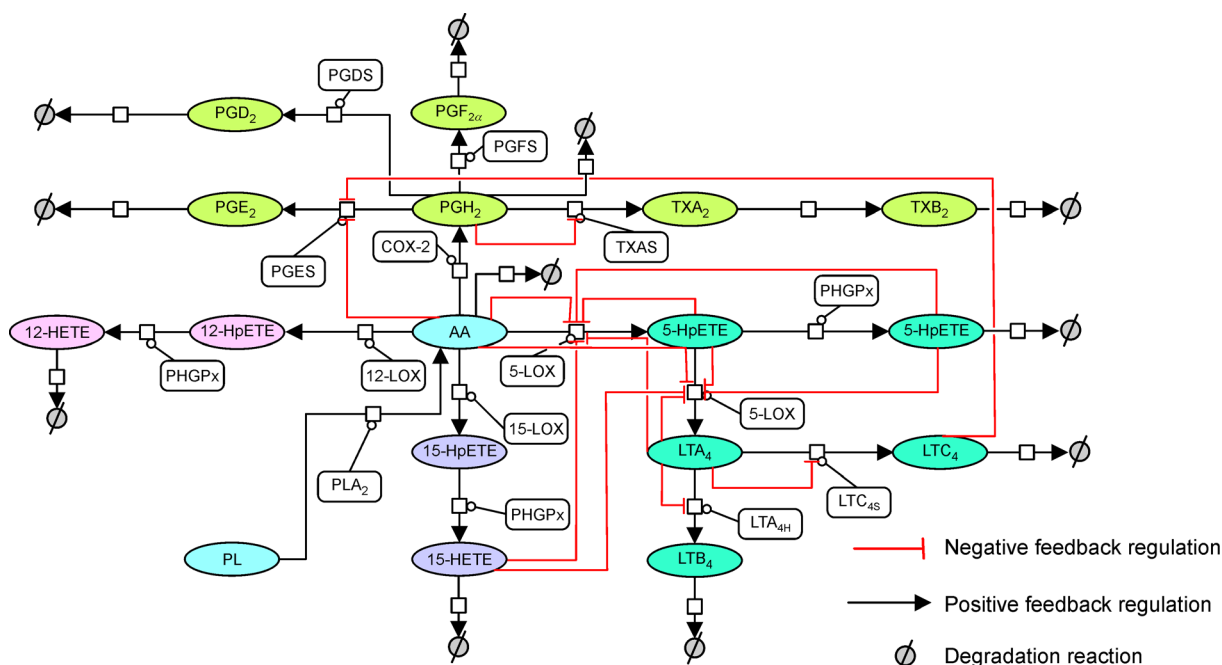 PGDS
PGD2
PGF2α
PGFS
PGE2
PGH2
TXA2
TXB2
PGES
COX-2
TXAS
12-HETE
12-HpETE
AA
5-HpETE
PHGPx
5-HpETE
PHGPx
12-LOX
5-LOX
15-LOX
5-LOX
15-HpETE
LTA4
LTC4
PLA2
PHGPx
LTC4S
LTA4H
PL
15-HETE
LTB4
Negative feedback regulation
Positive feedback regulation
Degradation reaction